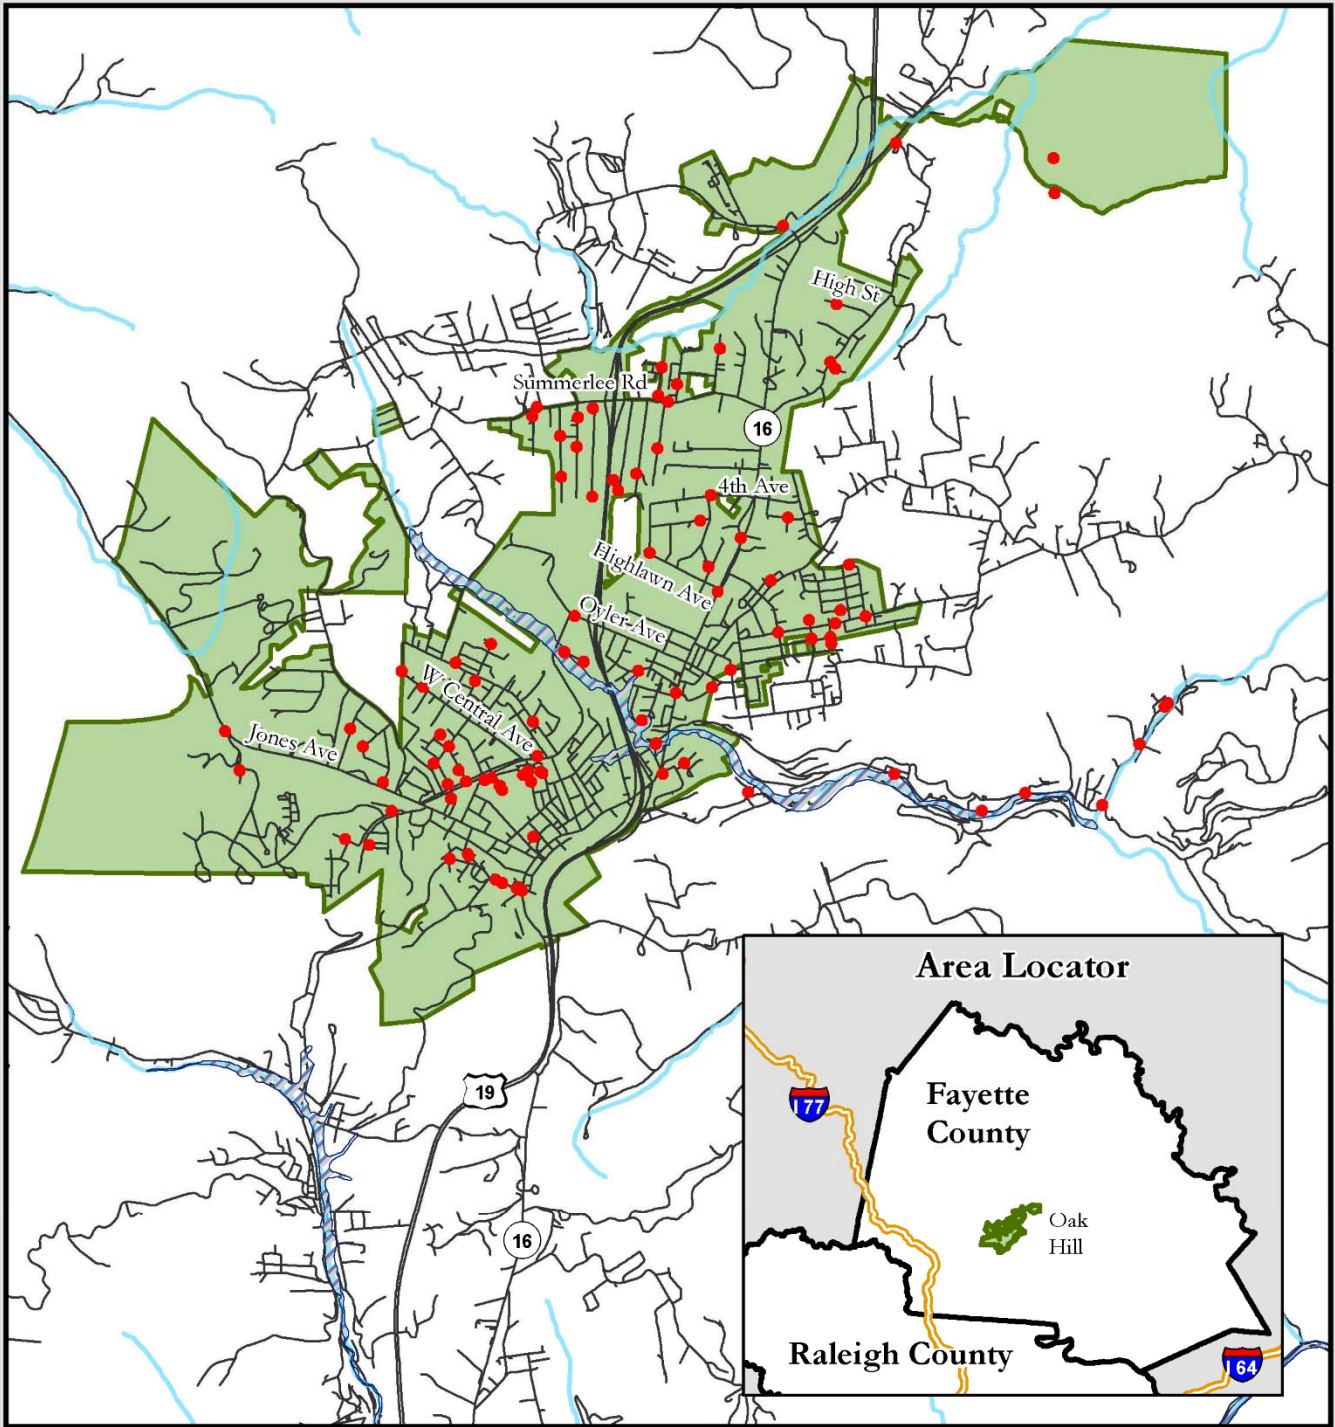 High St
Summerlee Rd
16
4th Ave
Highlawn Ave
Oyler Ave
W Central Ave
Jones Ave
19
16
Area Locator
I 77
Fayette
County
Oak
Hill
Raleigh County
I 64